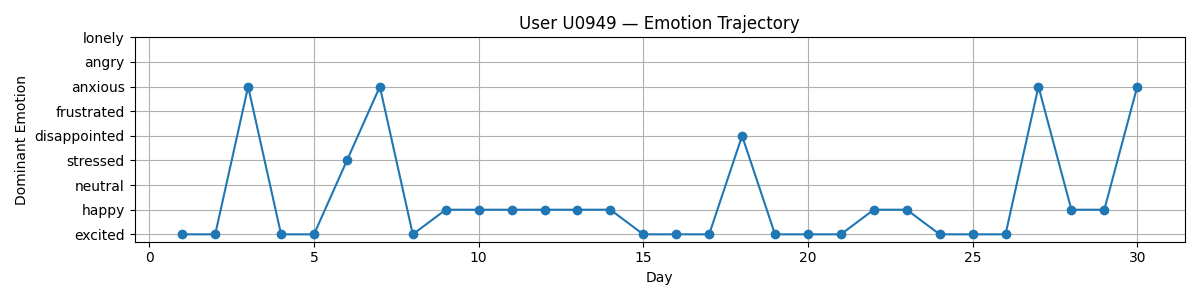 User U0949 — Emotion Trajectory
Dominant Emotion
lonely
angry
anxious
frustrated
disappointed
stressed
neutral
happy
excited
0 5 10 15 20 25 30
Day